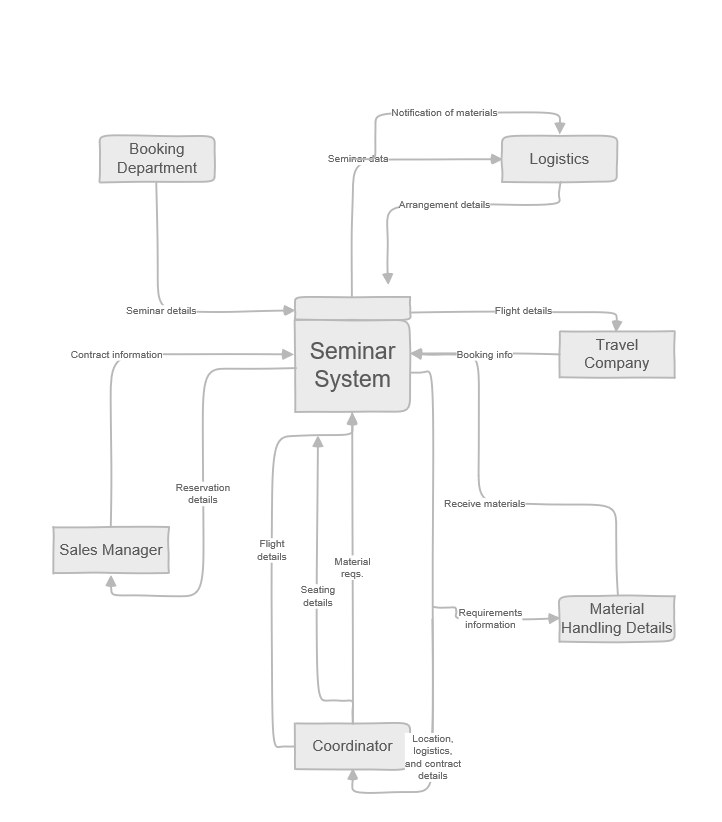 Notification of materials
Booking
Department
Seminar data
Logistics
Arrangement details
Seminar details
Flight details
Seminar
System
Contract information
Booking info
Travel
Company
Reservation
details
Receive materials
Sales Manager
Flight
details
Material
reqs.
Seating
details
Requirements
information
Material
Handling Details
Coordinator
Location,
logistics,
and contract
details